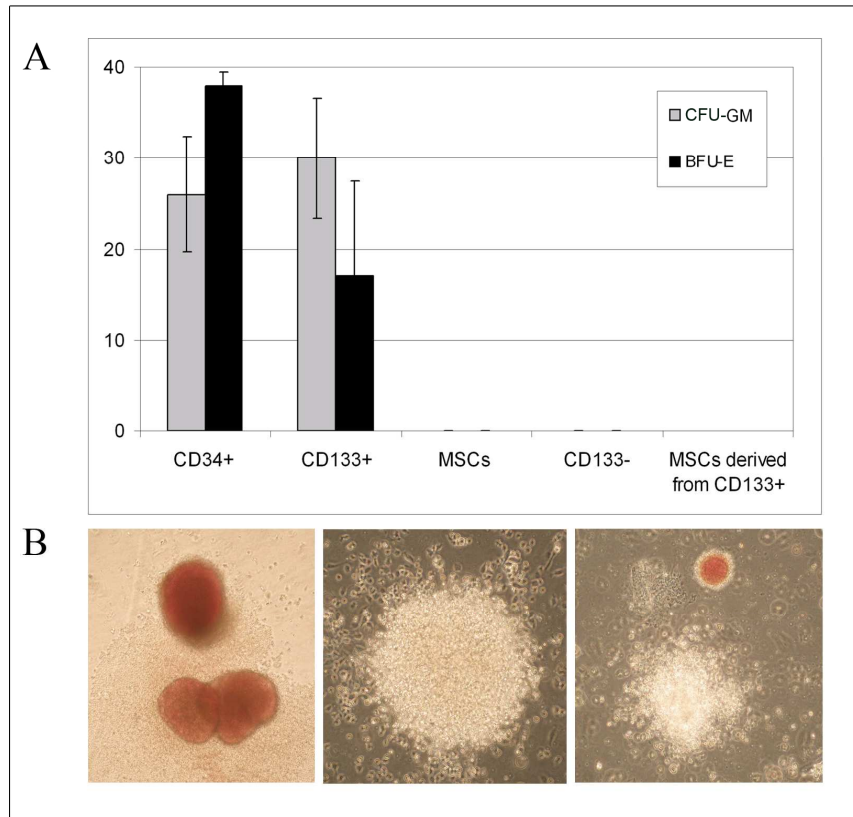 A
40
30
20
10
0
CFU-GM
BFU-E
CD34+
CD133+
MSCs
CD133-
MSCs derived
from CD133+
B